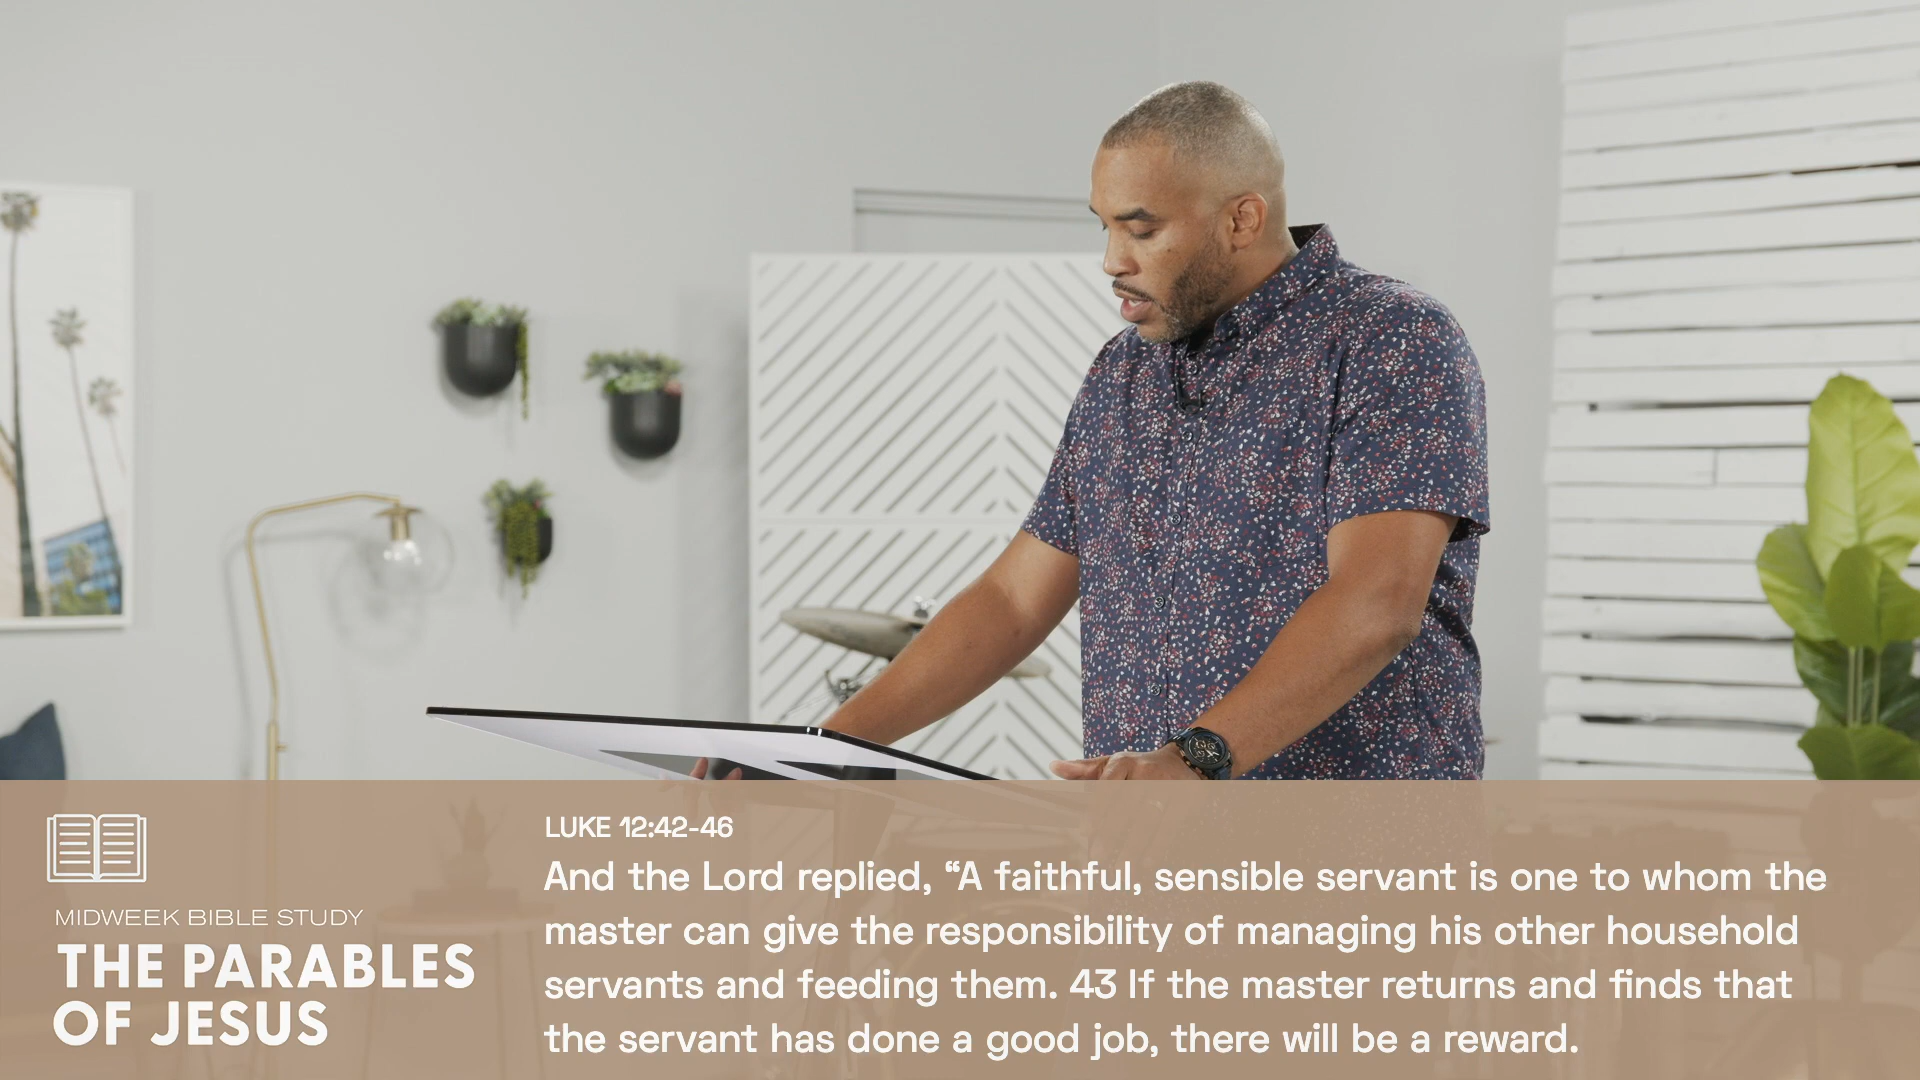 MIDWEEK BIBLE STUDY
THE PARABLES
OF JESUS
LUKE 12:42-46
And the Lord replied, “A faithful, sensible servant is one to whom the
master can give the responsibility of managing his other household
servants and feeding them. 43 If the master returns and finds that
the servant has done a good job, there will be a reward.